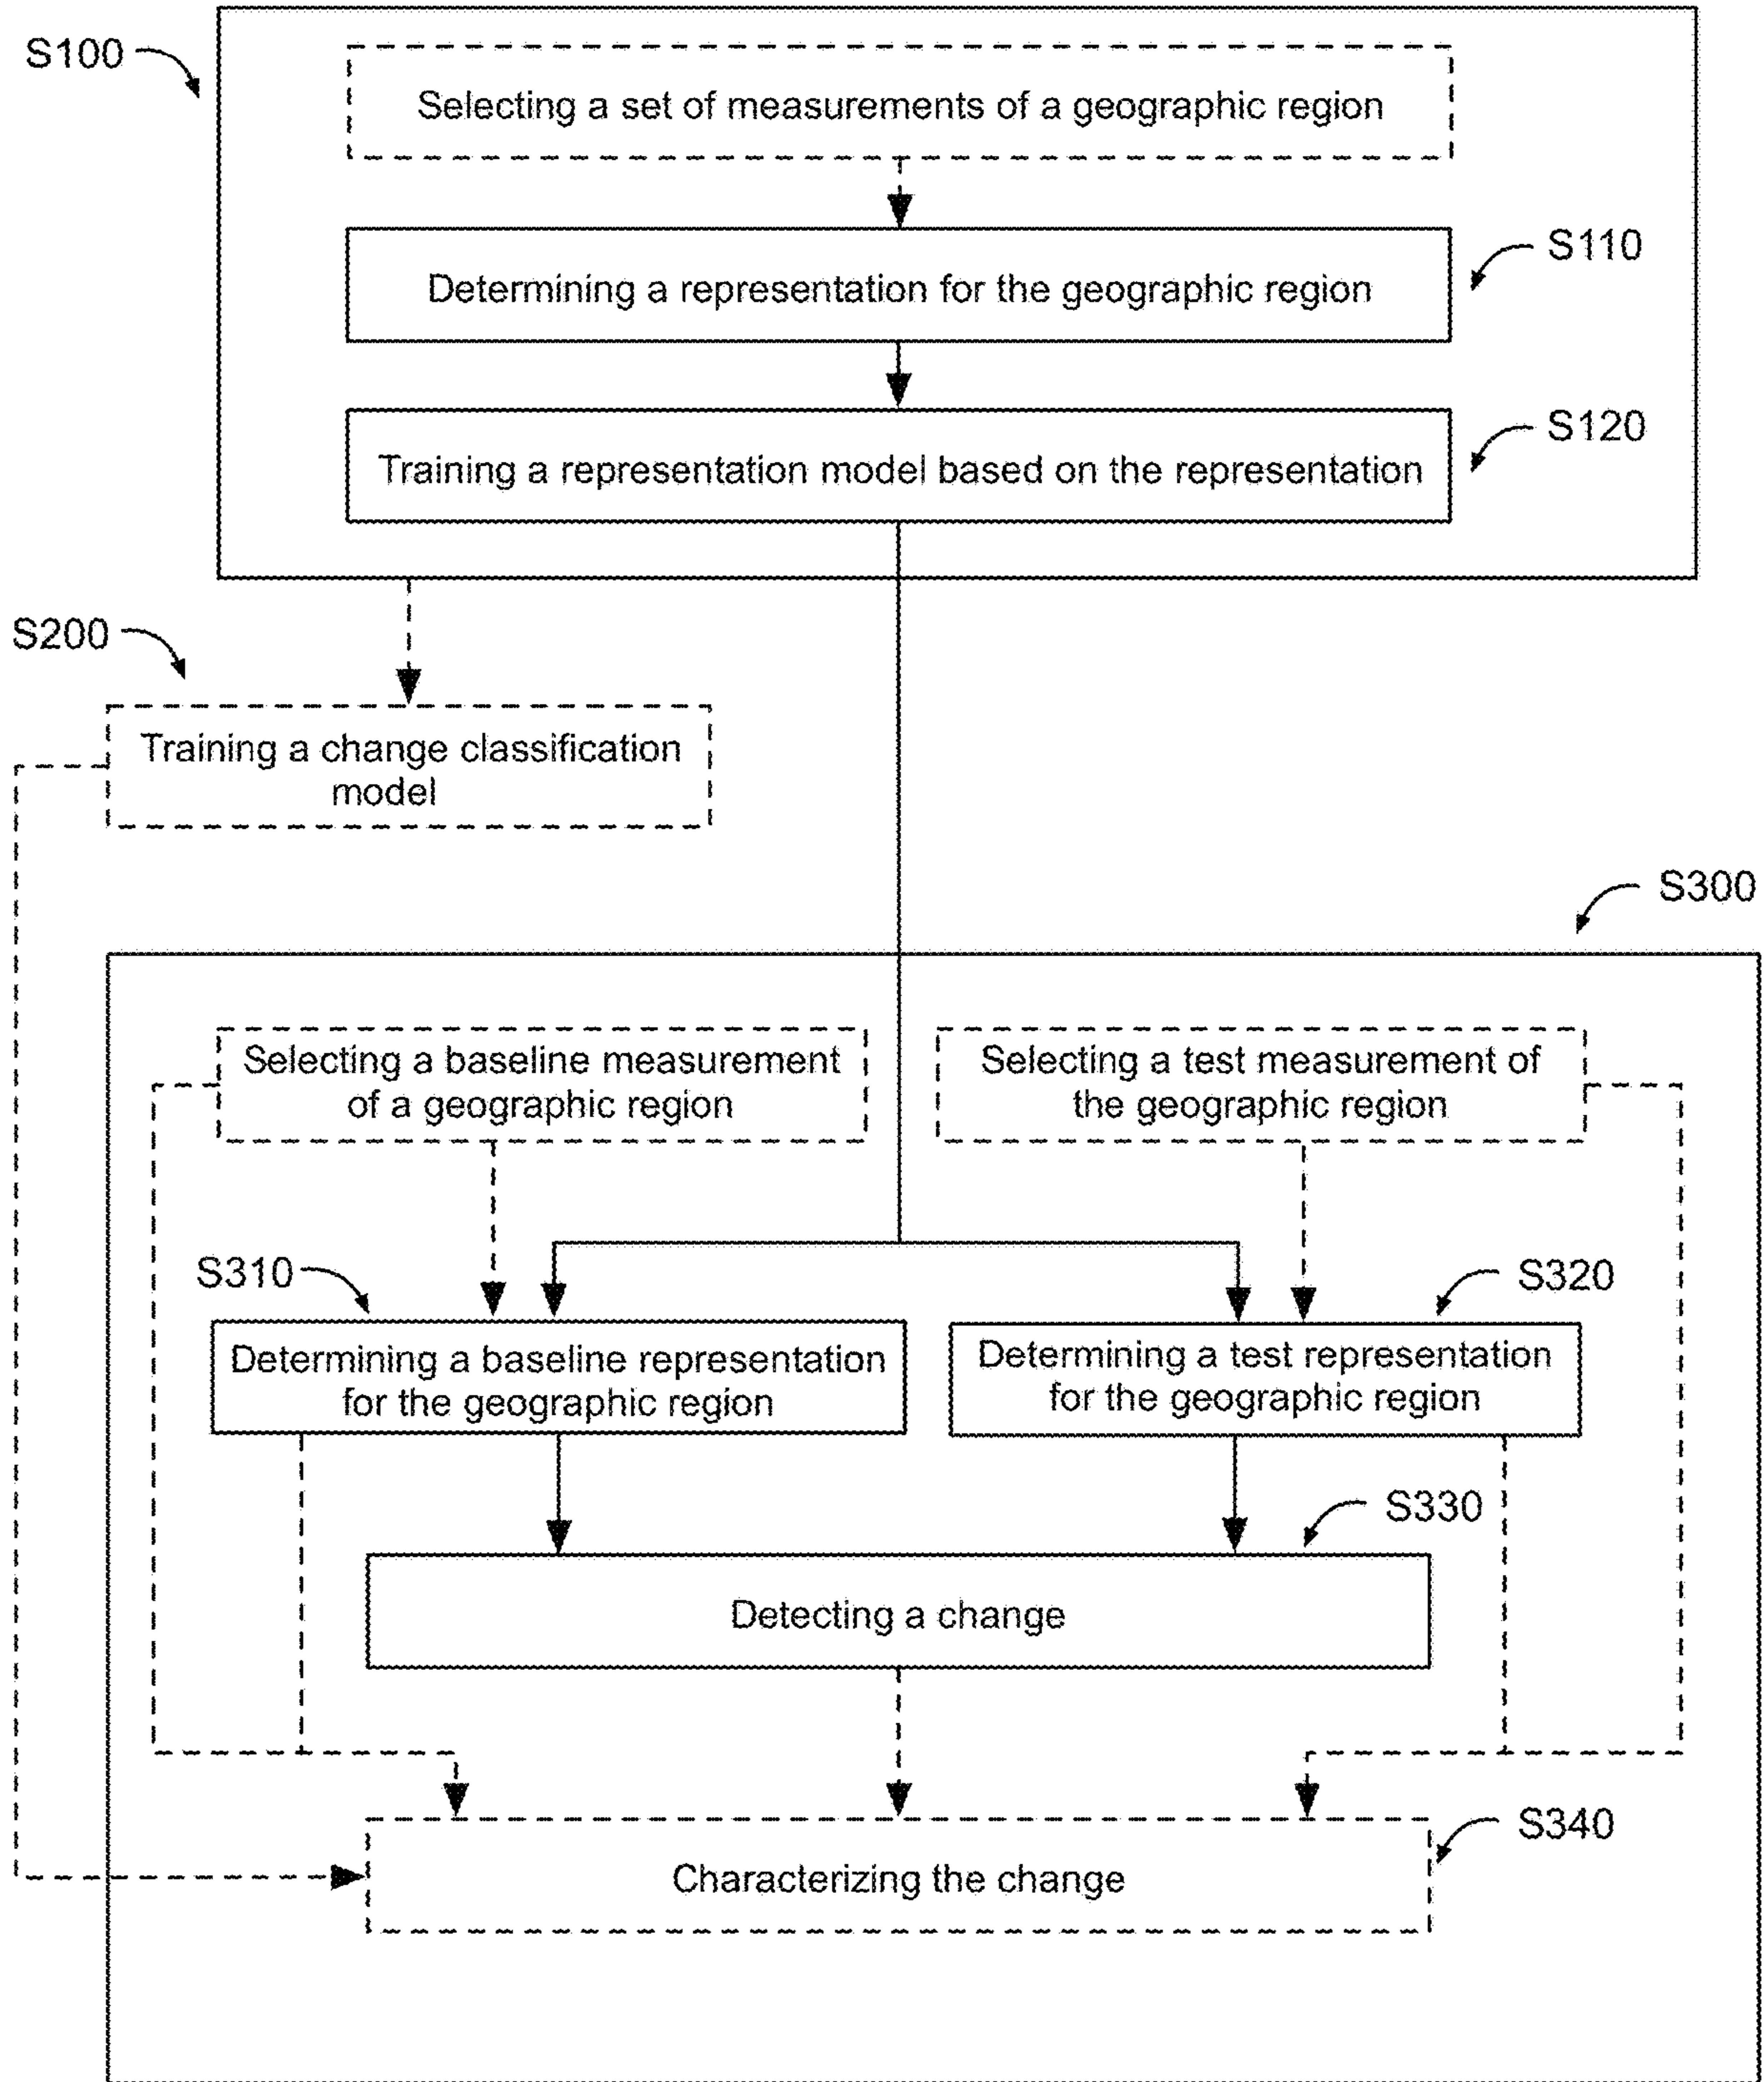 S100
Selecting a set of measurements of a geographic region
S110
Determining a representation for the geographic region
S120
Training a representation model based on the representation
S200
Training a change classification
model
S300
Selecting a baseline measurement
of a geographic region
Selecting a test measurement of
the geographic region
S310
Determining a baseline representation
for the geographic region
S320
Determining a test representation
for the geographic region
S330
Detecting a change
S340
Characterizing the change